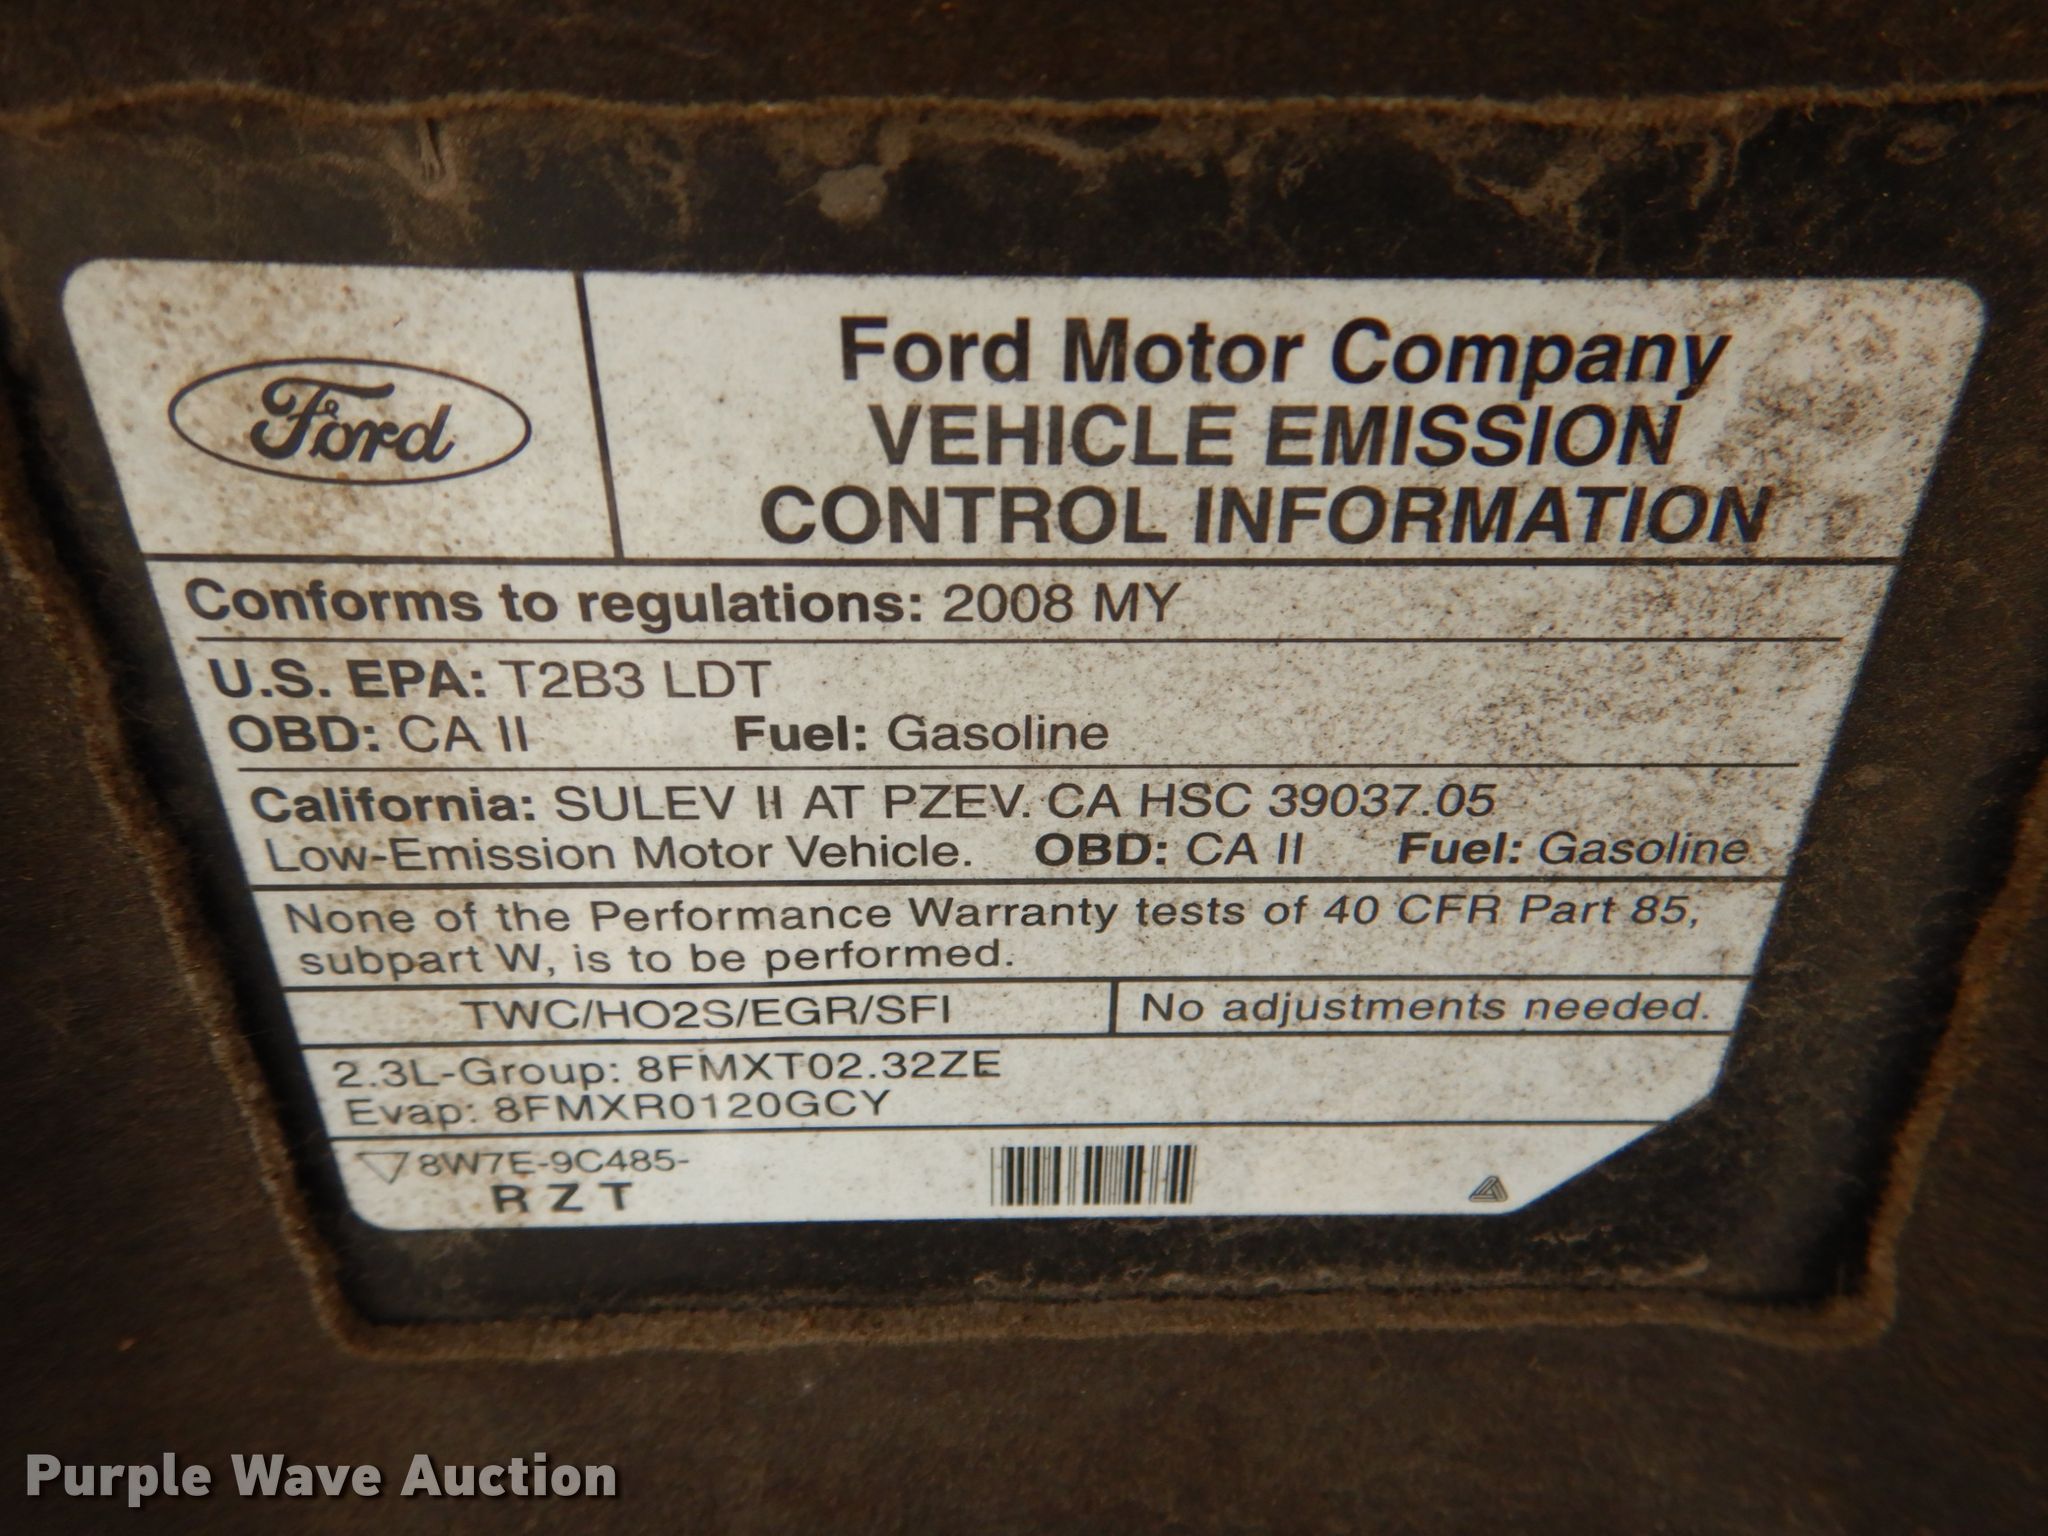 Ford
Ford Motor Company
VEHICLE EMISSION
CONTROL INFORMATION
Conforms to regulations: 2008 MY
U.S. EPA: T2B3 LDT
OBD: CA II Fuel: Gasoline
California: SULEV II AT PZEV. CA HSC 39037.05
Low-Emission Motor Vehicle. OBD: CA II Fuel: Gasoline
None of the Performance Warranty tests of 40 CFR Part 85,
subpart W, is to be performed.
TWC/HO2S/EGR/SFI No adjustments needed.
2.3L-Group: 8FMXT02.32ZE
Evap: 8FMXR0120GCY
8W7E-9C485-
RZT
Purple Wave Auction